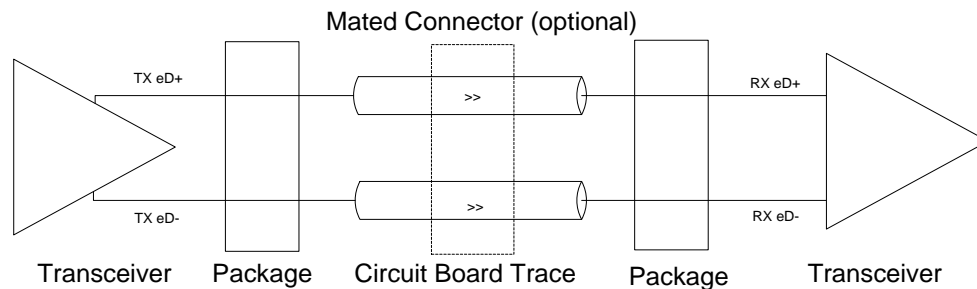 Mated Connector (optional)
TX eD+
>>
RX eD+
TX eD-
>>
RX eD-
Transceiver
Package
Circuit Board Trace
Package
Transceiver